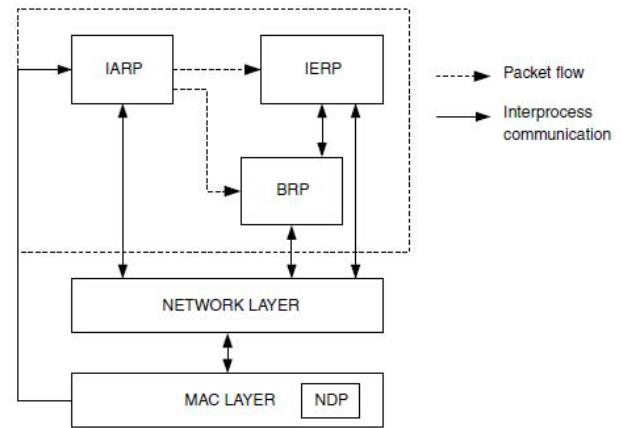 IARP
IERP
BRP
NETWORK LAYER
MAC LAYER
NDP
Packet flow
Interprocess
communication